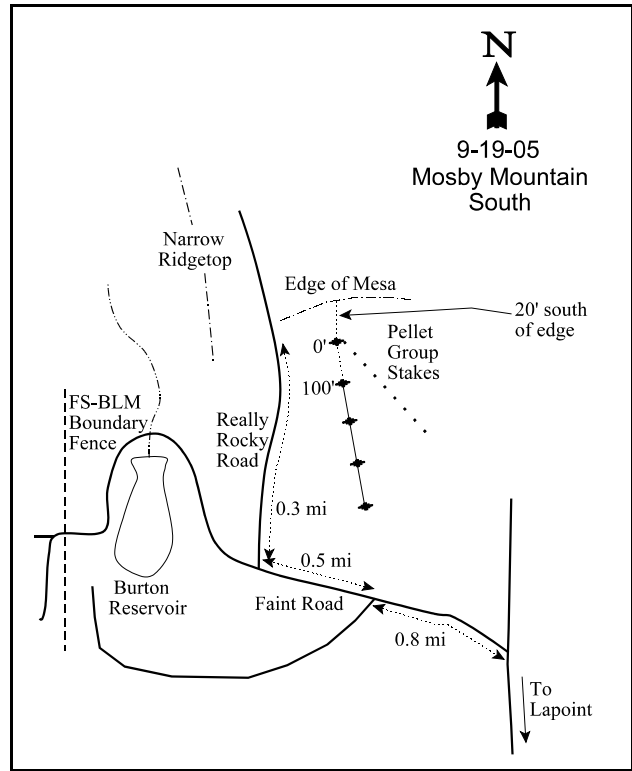 N
9-19-05
Mosby Mountain
South
Narrow
Ridgetop
Edge of Mesa
20' south
of edge
0'
Pellet
Group
Stakes
100'
FS-BLM
Boundary
Fence
Really
Rocky
Road
0.3 mi
0.5 mi
Burton
Reservoir
Faint Road
0.8 mi
To
Lapoint